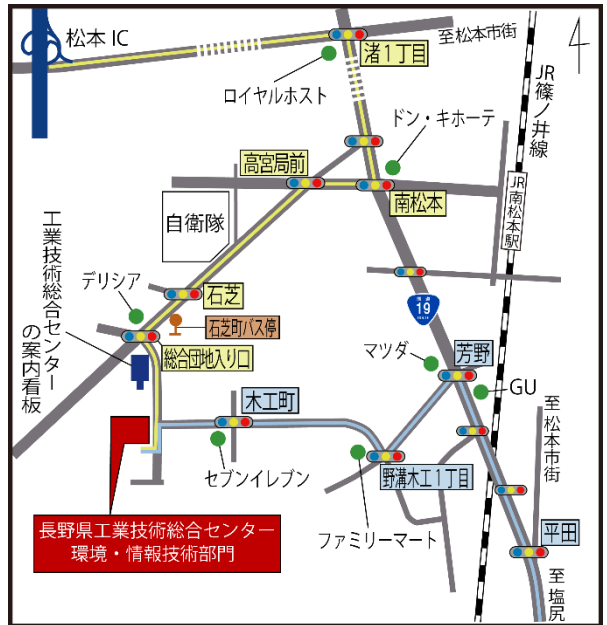 松本IC
渚1丁目
至松本市街
ロイヤルホスト
ドン・キホーテ
JR篠ノ井線
高宮局前
南松本
JR南松本駅
自衛隊
工業技術総合センター
の案内看板
デリシア
石芝
石芝町バス停
国道
19
総合団地入り口
マツダ
芳野
GU
木工町
至松本市街
セブンイレブン
野溝木工1丁目
ファミリーマート
平田
長野県工業技術総合センター
環境・情報技術部門
至塩尻